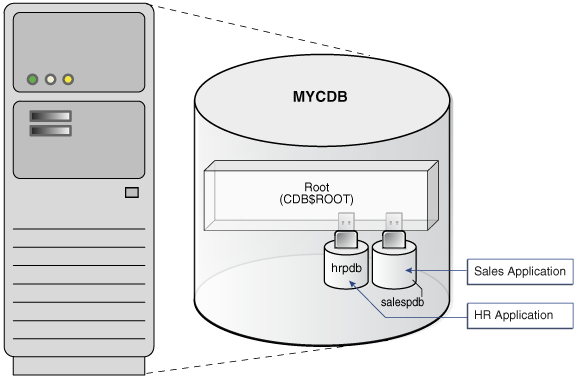 MYCDB
Root
(CDB$ROOT)
hrpdb
salespdb
Sales Application
HR Application